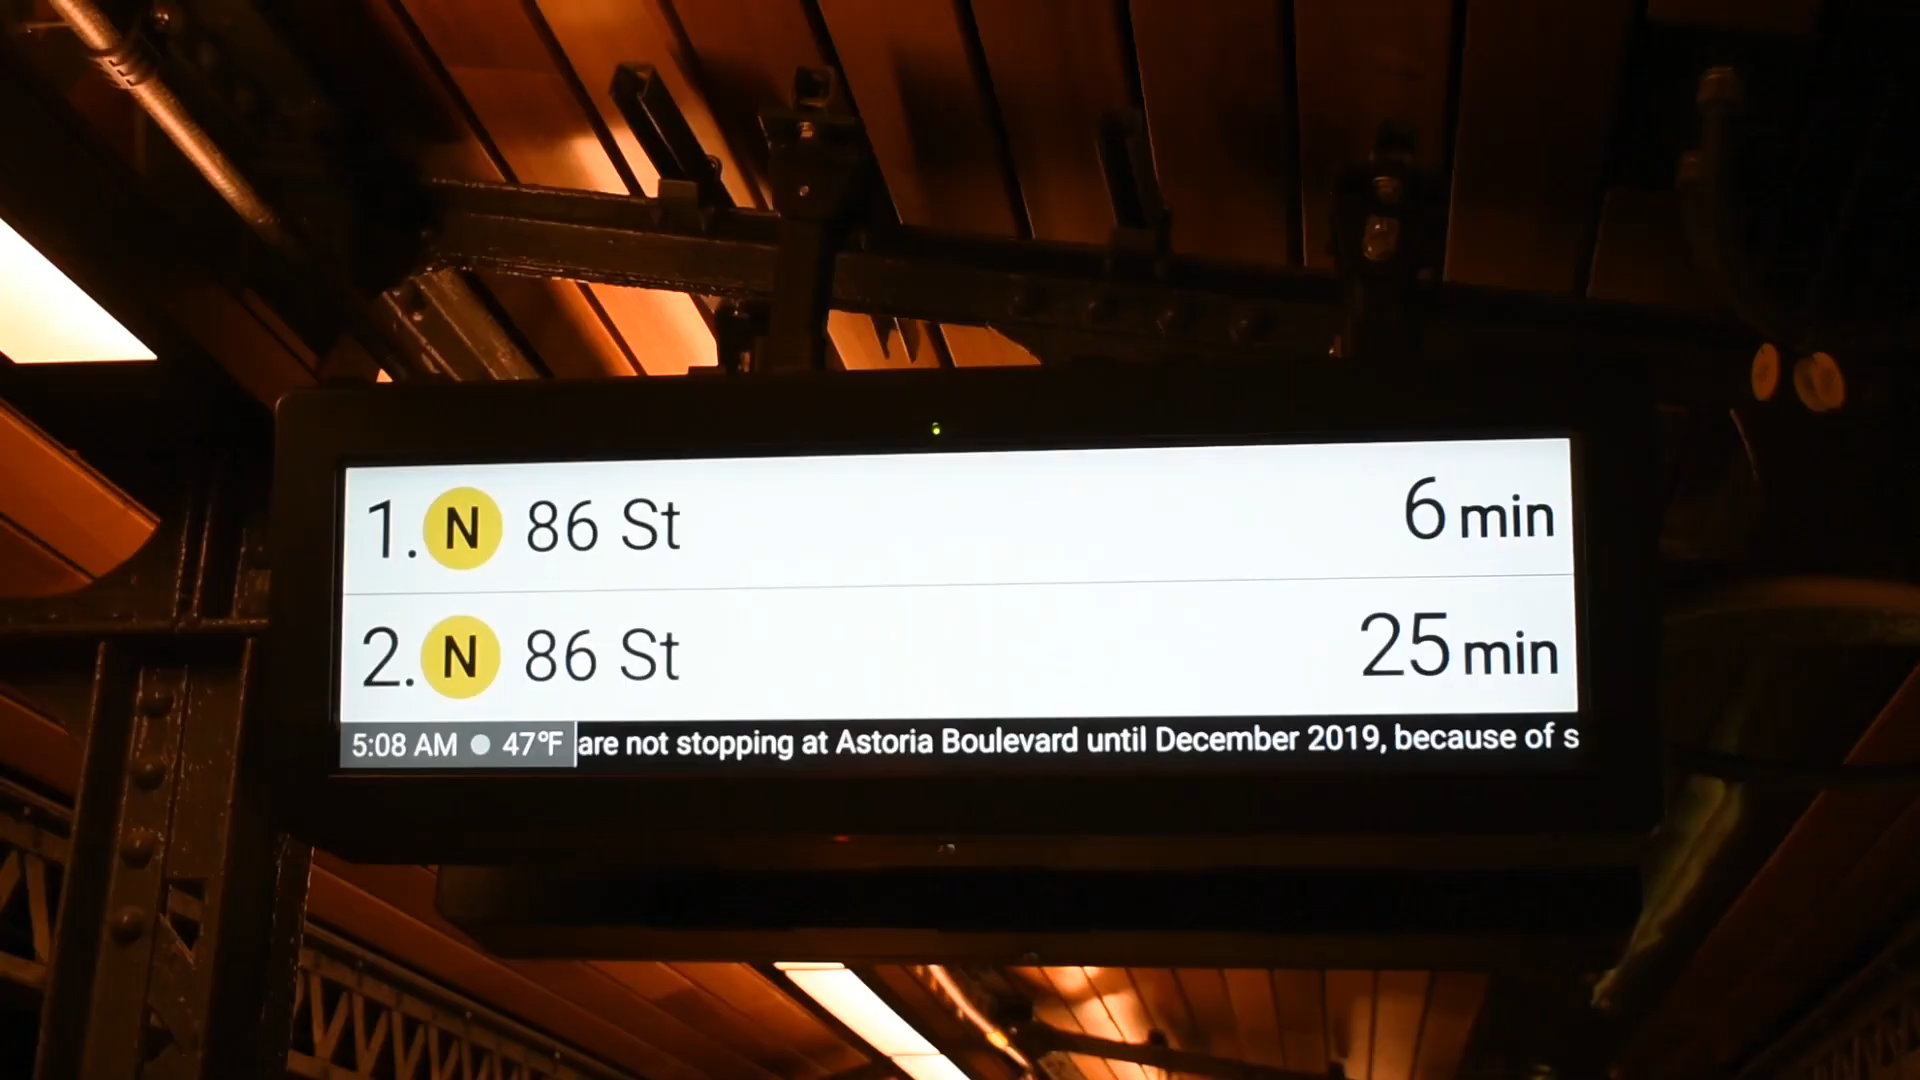 1. N 86 St 6 min
2. N 86 St 25 min
5:08 AM 47°F are not stopping at Astoria Boulevard until December 2019, because of s